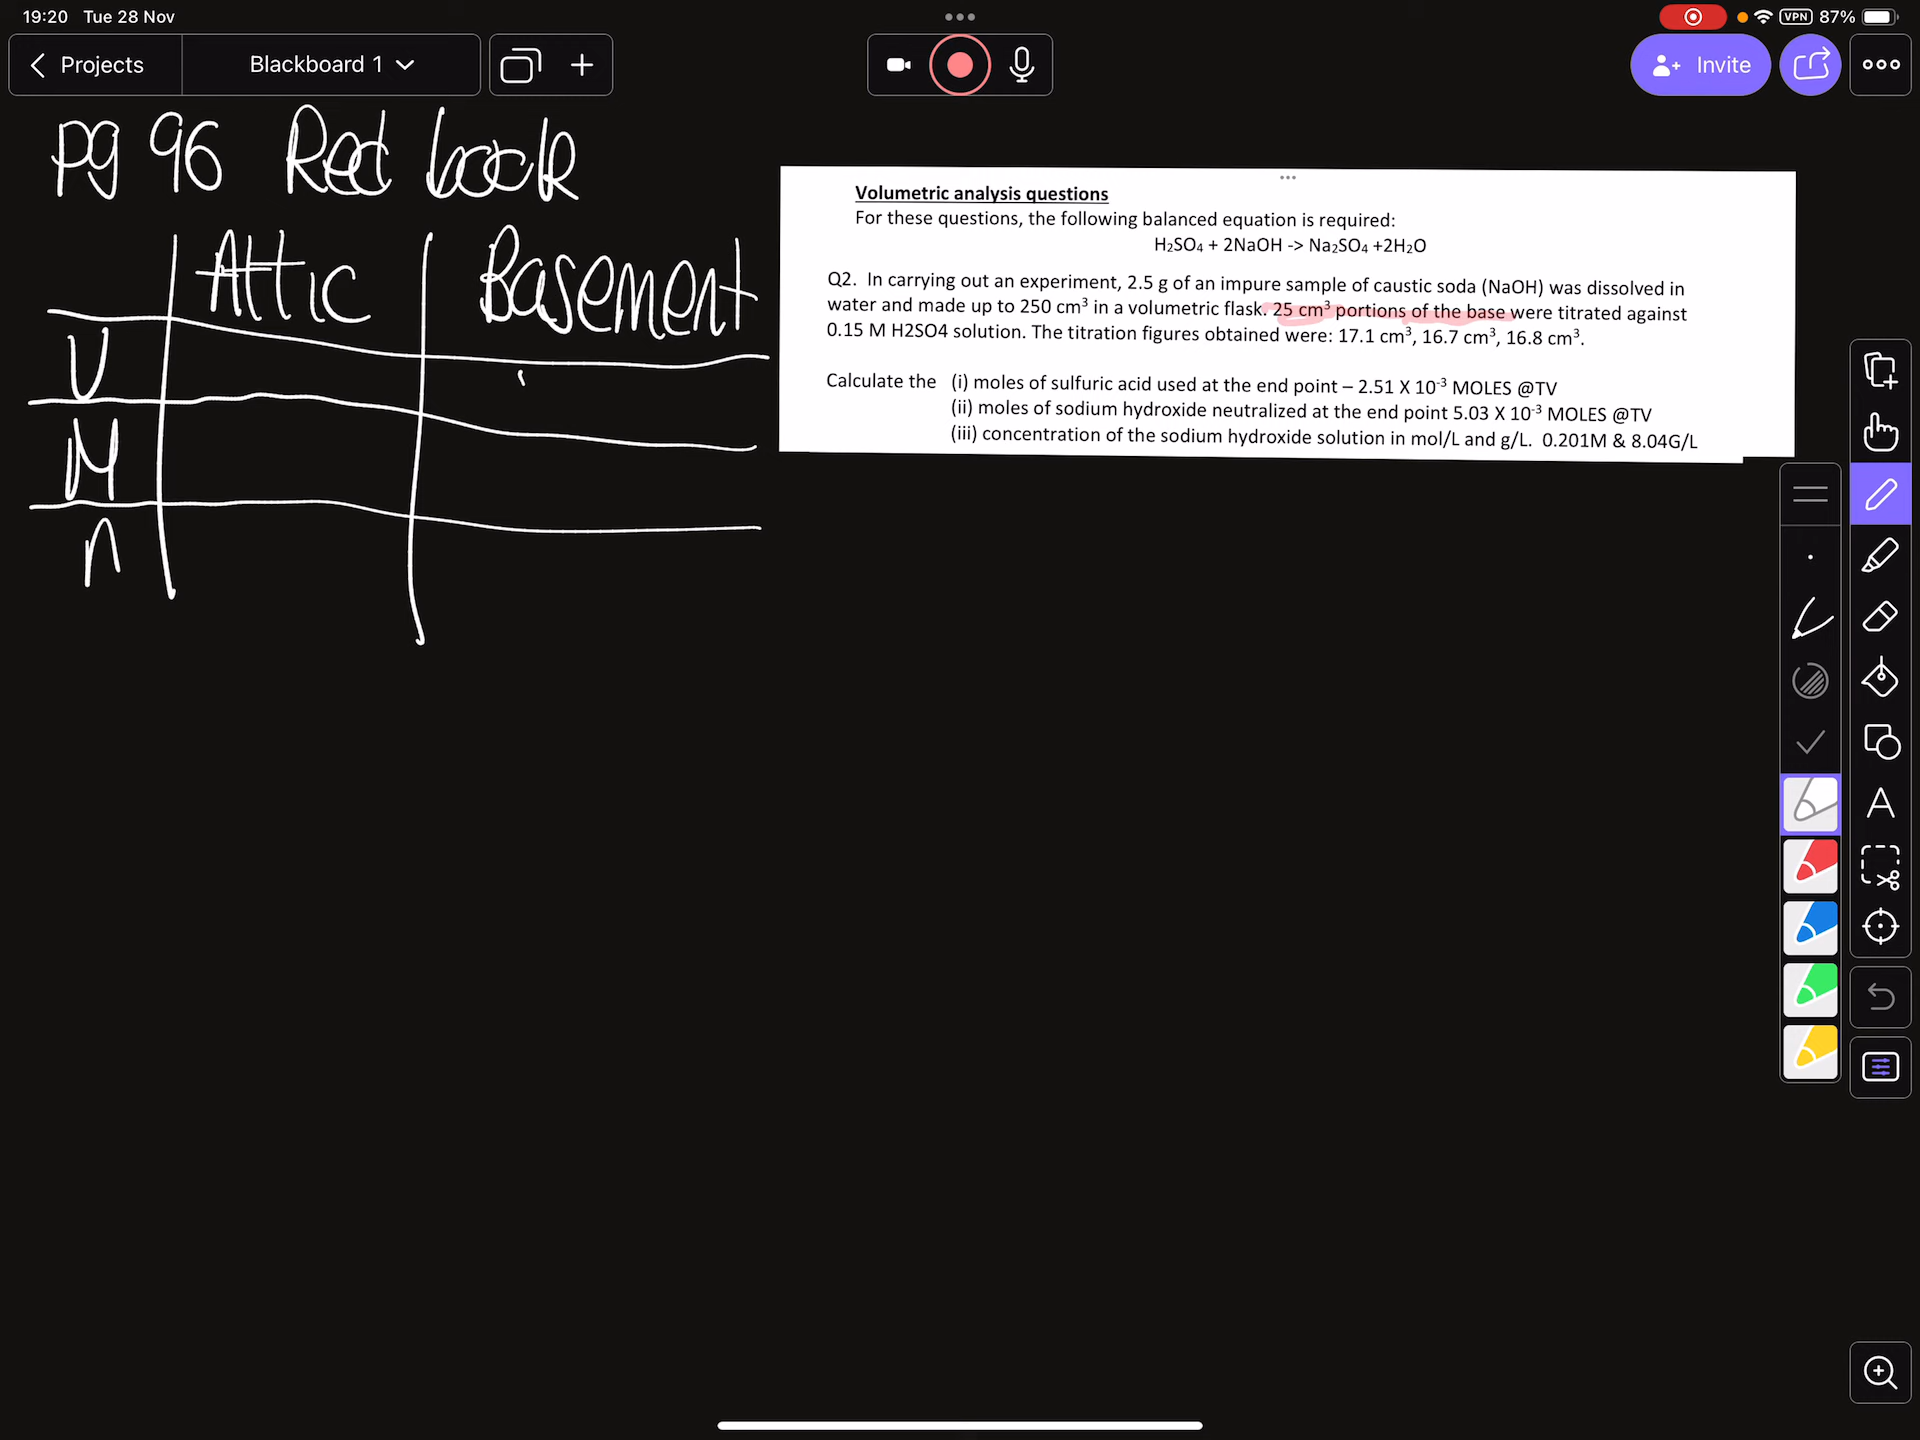 19:20 Tue 28 Nov
VPN 87%
Projects
Blackboard 1
Invite
pg 96 Red book
Attic Basement
V
M
n
Volumetric analysis questions
For these questions, the following balanced equation is required:
H₂SO₄ + 2NaOH -> Na₂SO₄ +2H₂O
Q2. In carrying out an experiment, 2.5 g of an impure sample of caustic soda (NaOH) was dissolved in
water and made up to 250 cm³ in a volumetric flask. 25 cm³ portions of the base were titrated against
0.15 M H2SO4 solution. The titration figures obtained were: 17.1 cm³, 16.7 cm³, 16.8 cm³.
Calculate the (i) moles of sulfuric acid used at the end point – 2.51 X 10⁻³ MOLES @TV
(ii) moles of sodium hydroxide neutralized at the end point 5.03 X 10⁻³ MOLES @TV
(iii) concentration of the sodium hydroxide solution in mol/L and g/L. 0.201M & 8.04G/L
A